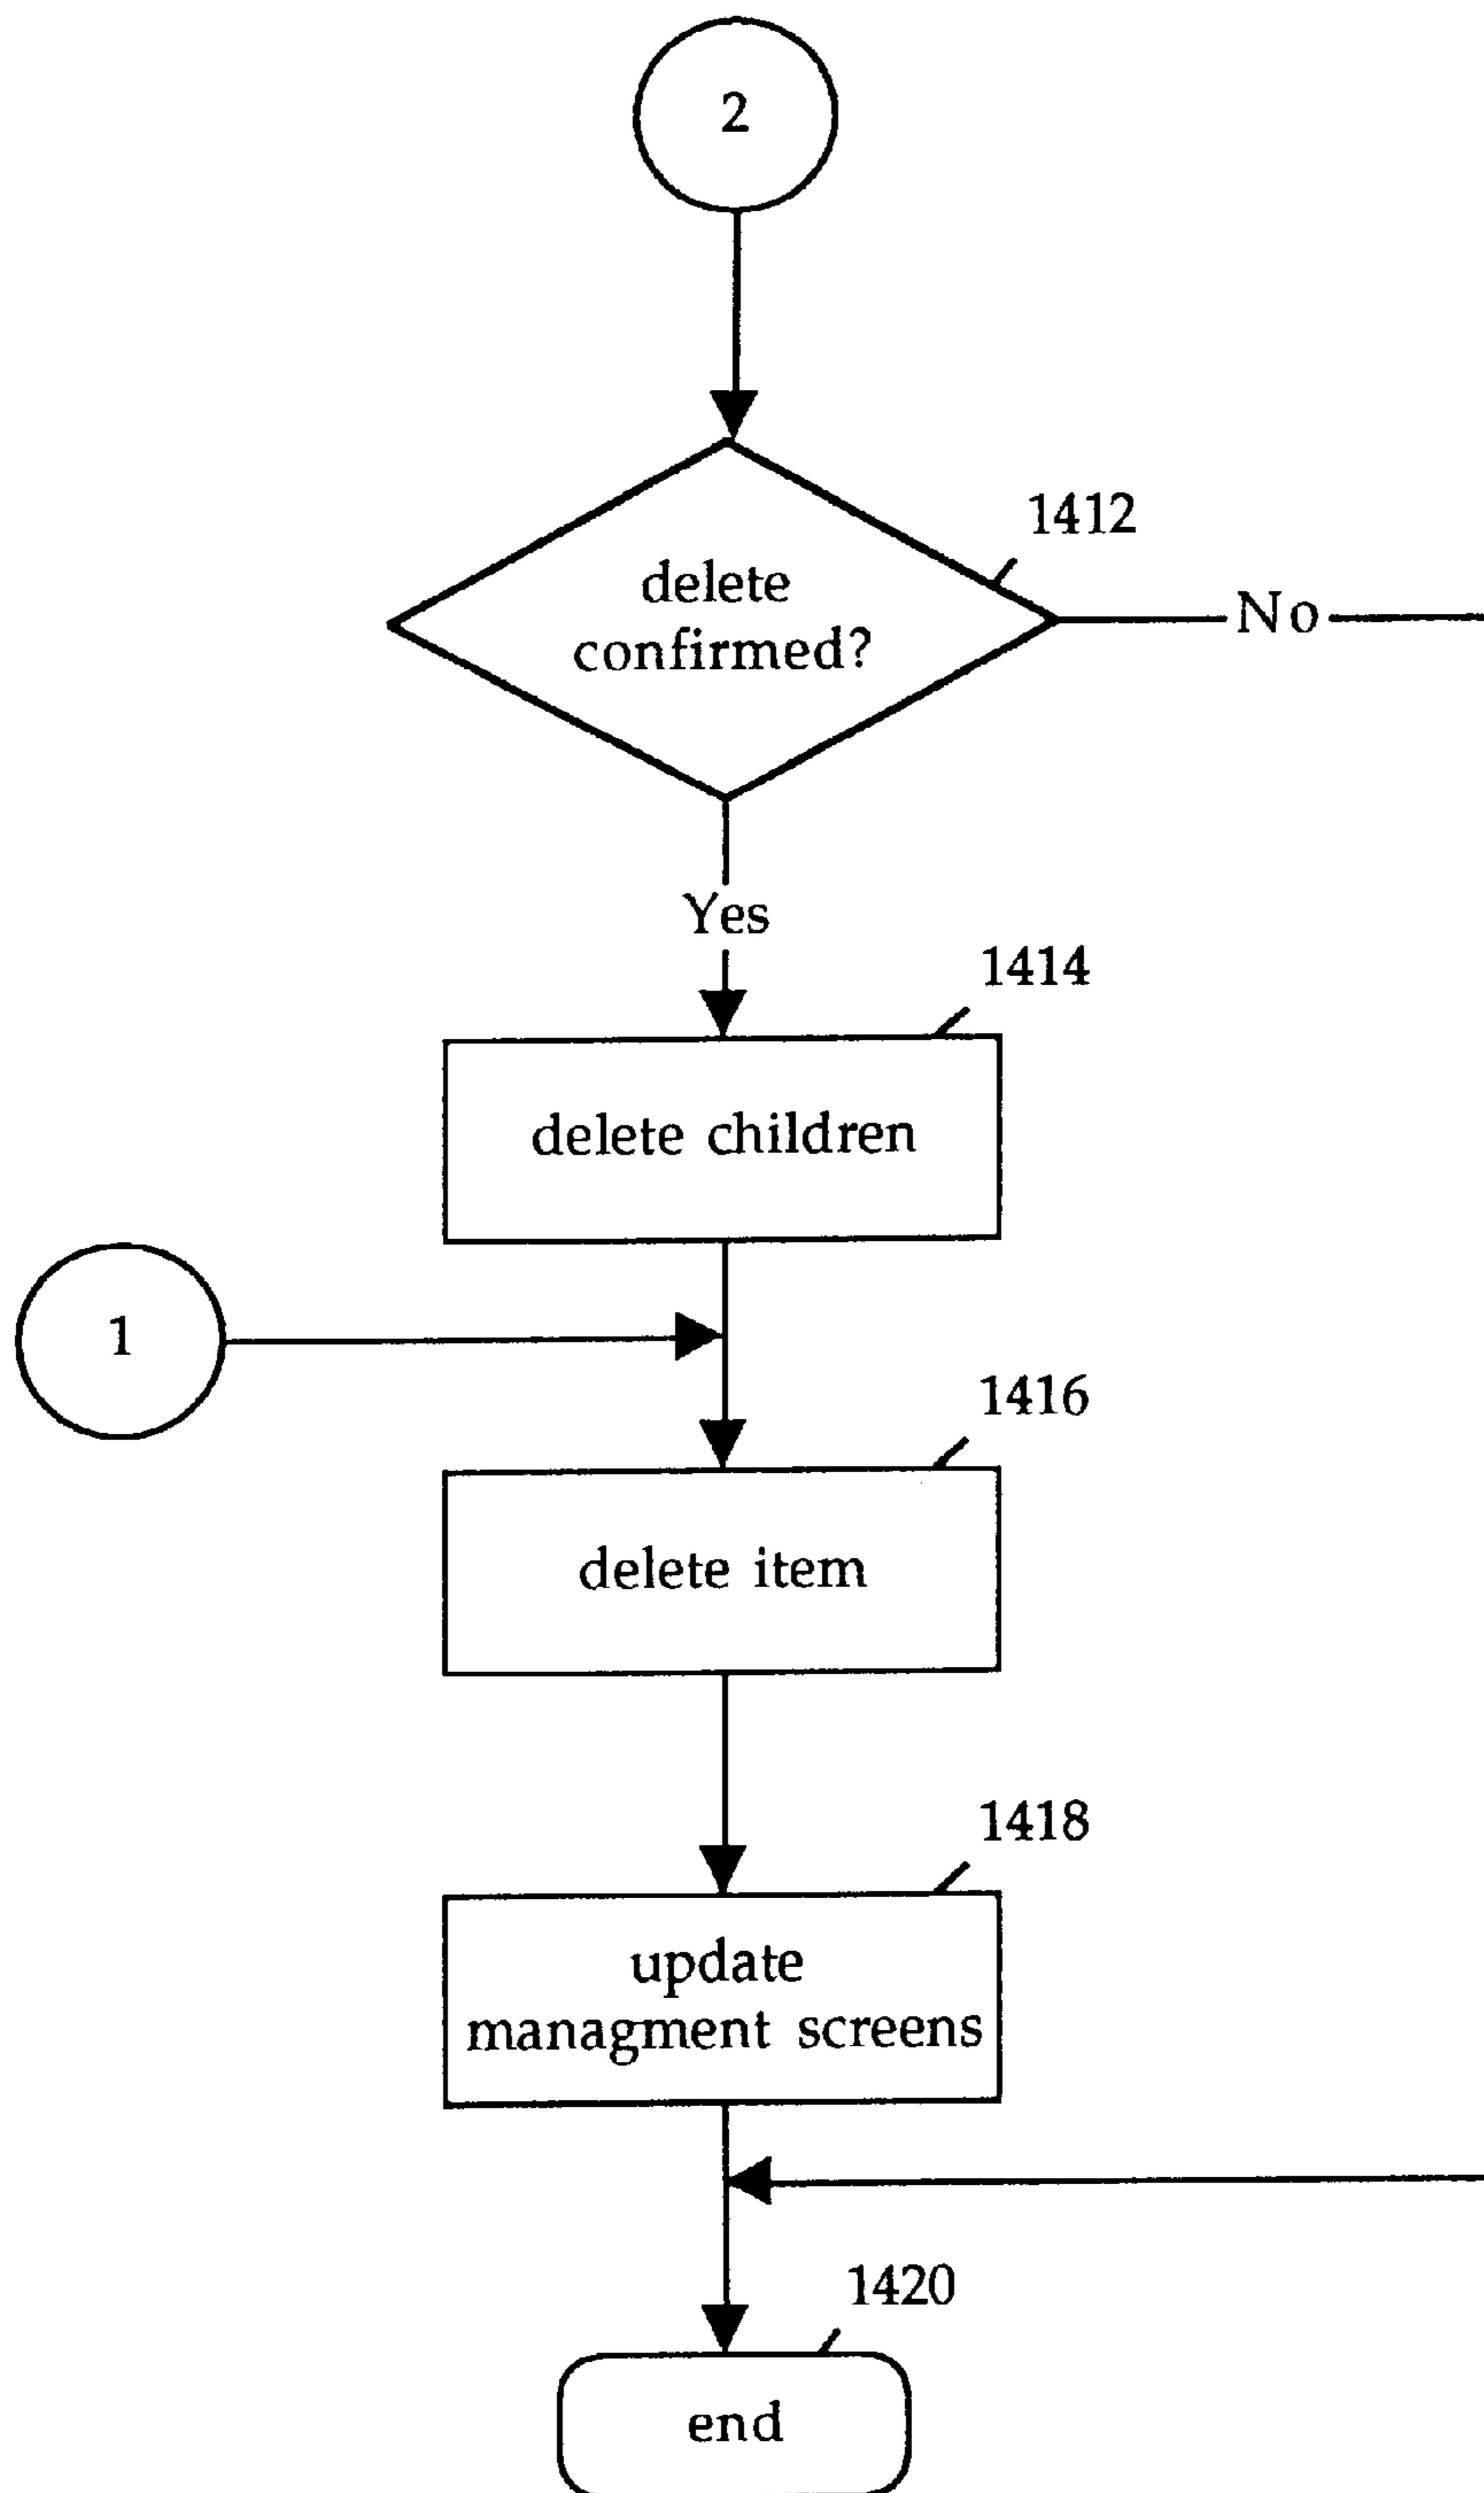 2
1412
delete
confirmed?
No
Yes
1414
delete children
1
1416
delete item
1418
update
managment screens
1420
end